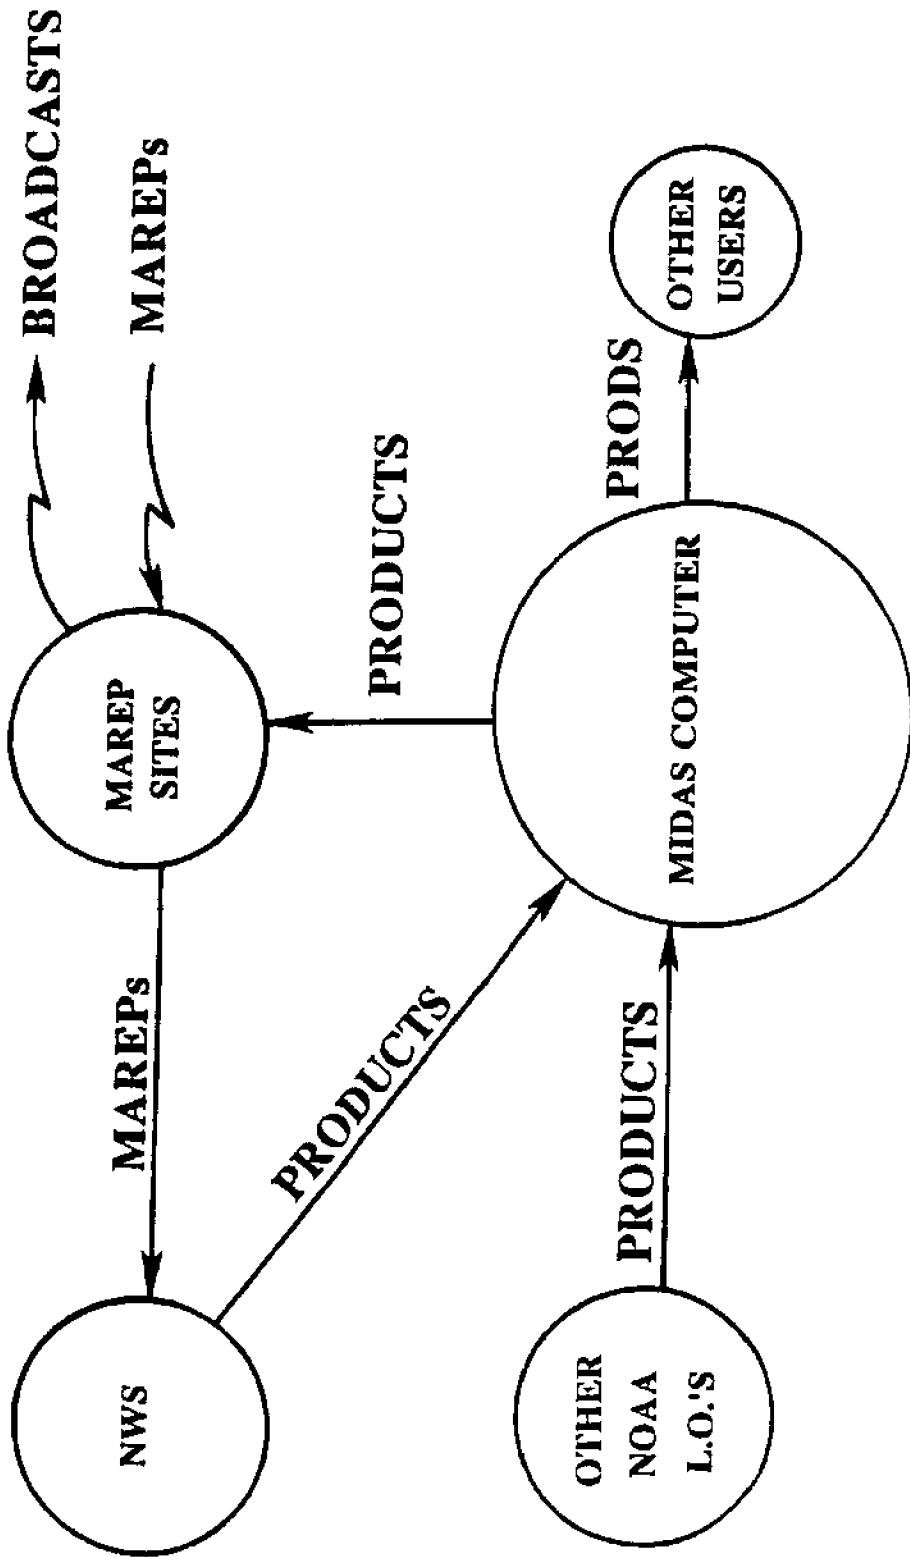 BROADCASTS
MAREPs
MAREP
SITES
MAREPs
NWS
PRODUCTS
PRODUCTS
PRODS
OTHER
USERS
MIDAS COMPUTER
PRODUCTS
OTHER
NOAA
L.O.'S